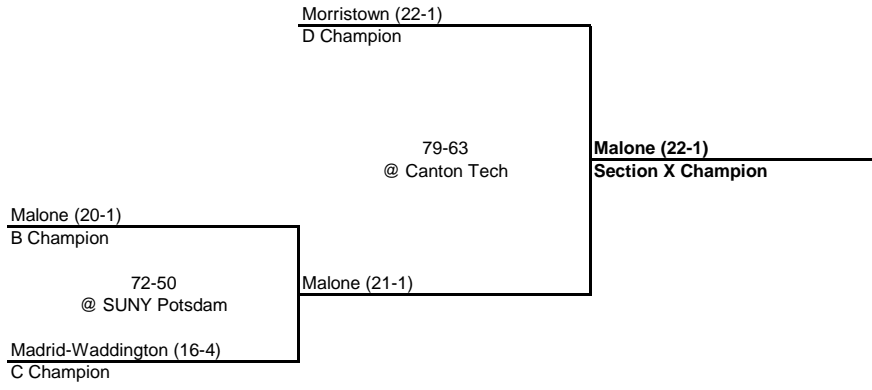 Morristown (22-1)
D Champion
79-63
@ Canton Tech
Malone (22-1)
Section X Champion
Malone (20-1)
B Champion
72-50
@ SUNY Potsdam
Malone (21-1)
Madrid-Waddington (16-4)
C Champion